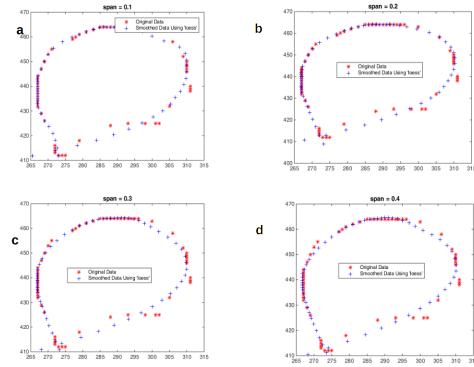 span = 0.1
a
Original Data
Smoothed Data Using 'loess'
470
460
450
440
430
420
410
400
265 270 275 280 285 290 295 300 305 310 315
span = 0.2
b
Original Data
Smoothed Data Using 'loess'
470
460
450
440
430
420
410
400
265 270 275 280 285 290 295 300 305 310 315
span = 0.3
c
Original Data
Smoothed Data Using 'loess'
470
460
450
440
430
420
410
265 270 275 280 285 290 295 300 305 310 315
span = 0.4
d
Original Data
Smoothed Data Using 'loess'
470
460
450
440
430
420
410
265 270 275 280 285 290 295 300 305 310 315